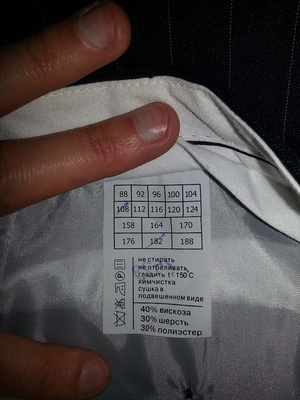 88 92 96 100 104
108 112 116 120 124
158 164 170
176 182 188
не стирать
не отбеливать
гладить t<150°C
химчистка
сушка в
подвешенном виде
40% вискоза
30% шерсть
30% полиэстер